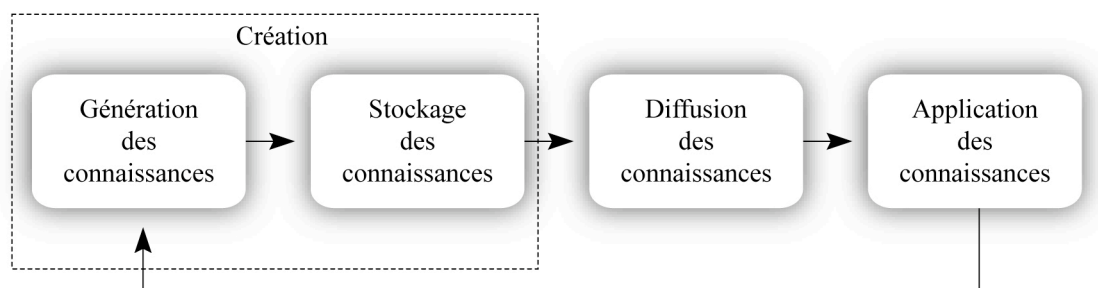 Création
Génération
des
connaissances
Stockage
des
connaissances
Diffusion
des
connaissances
Application
des
connaissances